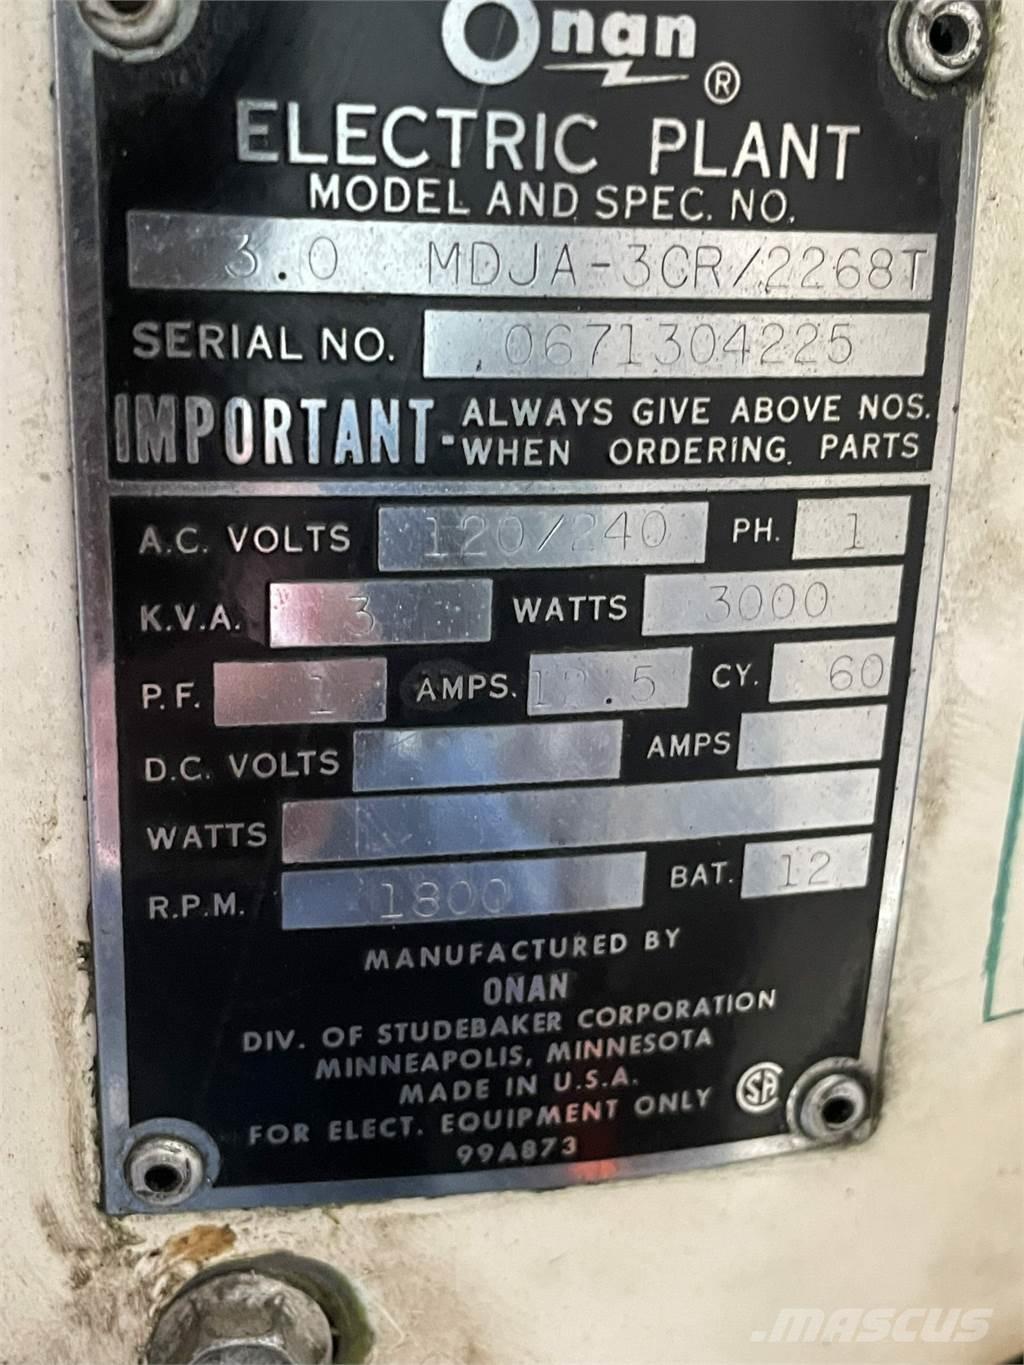 Onan ®
ELECTRIC PLANT
MODEL AND SPEC. NO.
3.0 MDJA-3CR/2268T
SERIAL NO. 0671304225
IMPORTANT- ALWAYS GIVE ABOVE NOS.
WHEN ORDERING PARTS
A.C. VOLTS 120/240 PH. 1
K.V.A. 3 WATTS 3000
P.F. 1 AMPS. 12.5 CY. 60
D.C. VOLTS AMPS
WATTS
R.P.M. 1800 BAT. 12
MANUFACTURED BY
ONAN
DIV. OF STUDEBAKER CORPORATION
MINNEAPOLIS, MINNESOTA
MADE IN U.S.A.
FOR ELECT. EQUIPMENT ONLY SA
99A873
MASCUS